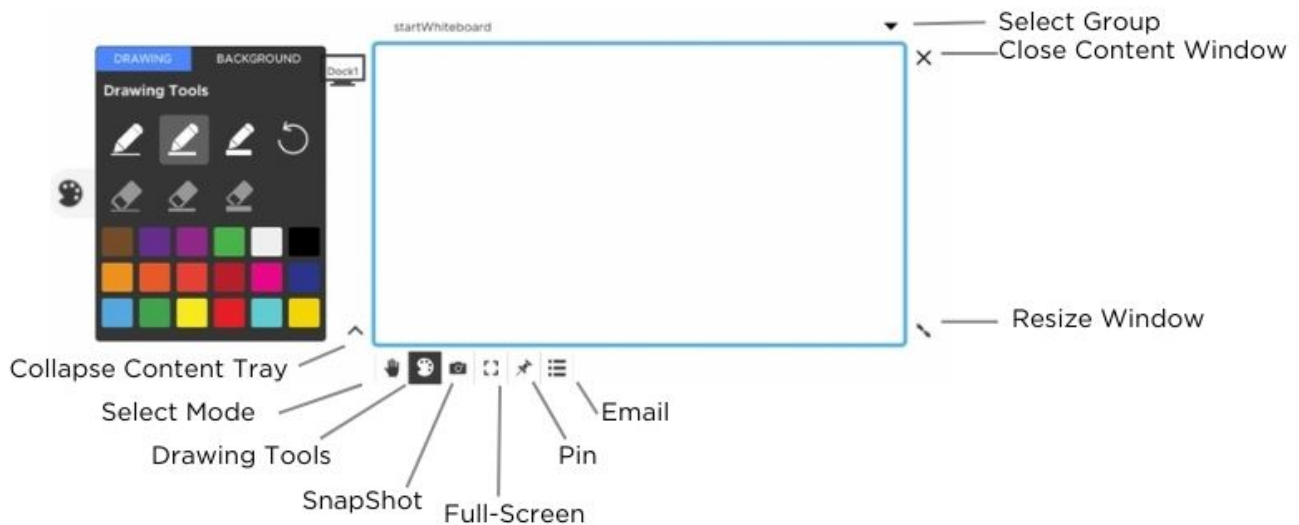 startWhiteboard
Select Group
Close Content Window
DRAWING BACKGROUND
Dock1
Drawing Tools
Resize Window
Collapse Content Tray
Select Mode
Email
Drawing Tools
Pin
SnapShot
Full-Screen